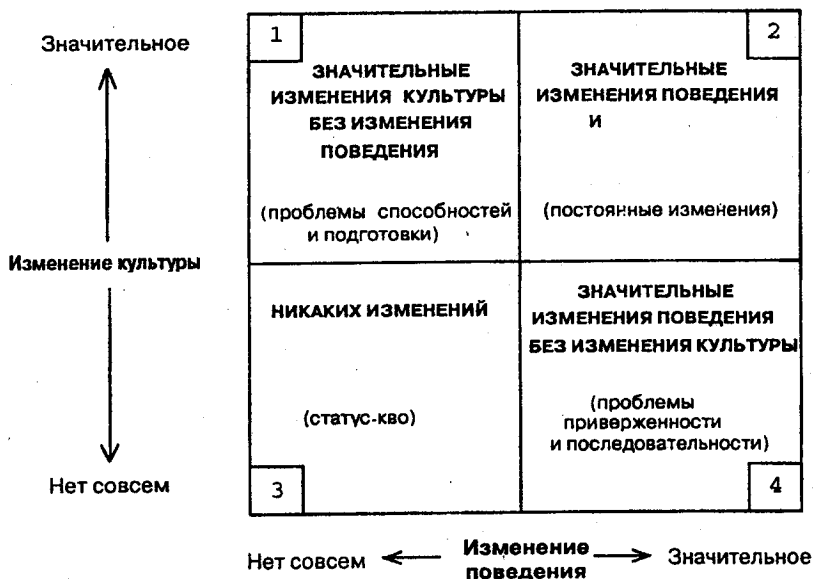 Значительное
Изменение культуры
Нет совсем
1
ЗНАЧИТЕЛЬНЫЕ
ИЗМЕНЕНИЯ КУЛЬТУРЫ
БЕЗ ИЗМЕНЕНИЯ
ПОВЕДЕНИЯ
(проблемы способностей
и подготовки)
2
ЗНАЧИТЕЛЬНЫЕ
ИЗМЕНЕНИЯ ПОВЕДЕНИЯ
И
(постоянные изменения)
НИКАКИХ ИЗМЕНЕНИЙ
(статус-кво)
3
ЗНАЧИТЕЛЬНЫЕ
ИЗМЕНЕНИЯ ПОВЕДЕНИЯ
БЕЗ ИЗМЕНЕНИЯ КУЛЬТУРЫ
(проблемы
приверженности
и последовательности)
4
Нет совсем
Изменение
поведения
Значительное